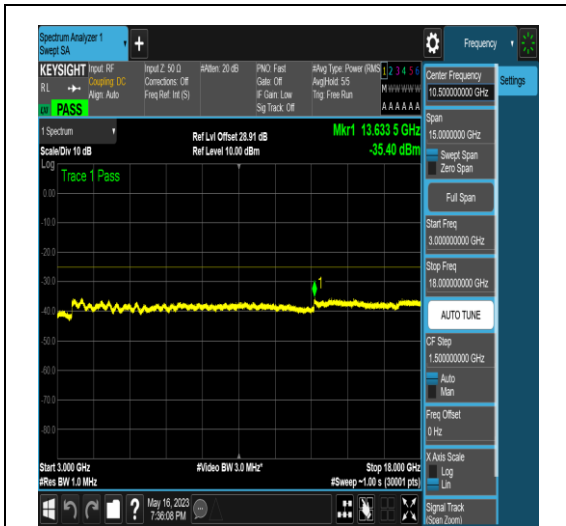 Spectrum Analyzer 1
Swept SA
+
Frequency
KEYSIGHT
Input: RF
Coupling: DC
Align: Auto
Input Z: 50 Ω
Corrections: Off
Freq Ref: Int (S)
#Atten: 20 dB
PNO: Fast
Gate: Off
IF Gain: Low
Sig Track: Off
#Avg Type: Power (RMS
Avg|Hold: 5/5
Trig: Free Run
1 2 3 4 5 6
M W W W W W
A A A A A A
RL
PASS
Center Frequency
10.500000000 GHz
Settings
Span
15.0000000 GHz
Swept Span
Zero Span
Full Span
Start Freq
3.000000000 GHz
Stop Freq
18.000000000 GHz
AUTO TUNE
CF Step
1.500000000 GHz
Auto
Man
Freq Offset
0 Hz
X Axis Scale
Log
Lin
Signal Track
(Span Zoom)
1 Spectrum
Scale/Div 10 dB
Ref Lvl Offset 28.91 dB
Ref Level 10.00 dBm
Mkr1 13.633 5 GHz
-35.40 dBm
Log
Trace 1 Pass
0.00
-10.0
-20.0
-30.0
-40.0
-50.0
-60.0
-70.0
-80.0
1
Start 3.000 GHz
#Res BW 1.0 MHz
#Video BW 3.0 MHz*
Stop 18.000 GHz
#Sweep ~1.00 s (30001 pts)
?
May 16, 2023
7:36:08 PM